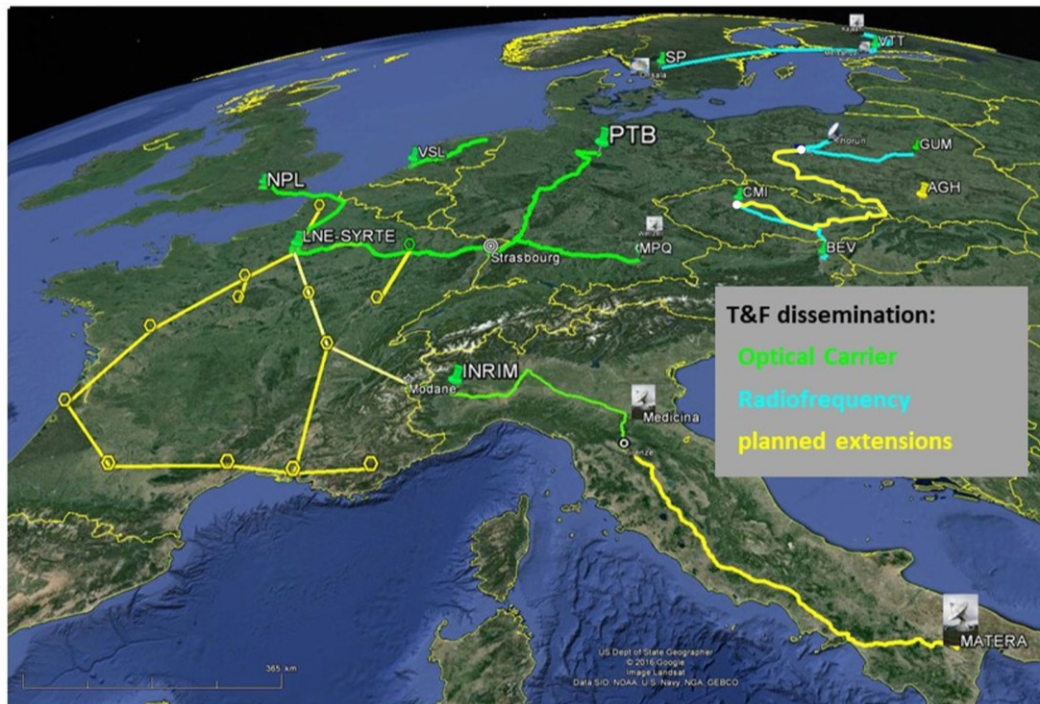 VTT
SP
PTB
VSL
GUM
NPL
CMI
AGH
LNE-SYRTE
Strasbourg
MPQ
BEV
T&F dissemination:
Optical Carrier
Radiofrequency
planned extensions
INRIM
Modane
Medicina
MATERA
365 km
US Dept of State Geographer
© 2016 Google
Image Landsat
Data SIO, NOAA, U.S. Navy, NGA, GEBCO